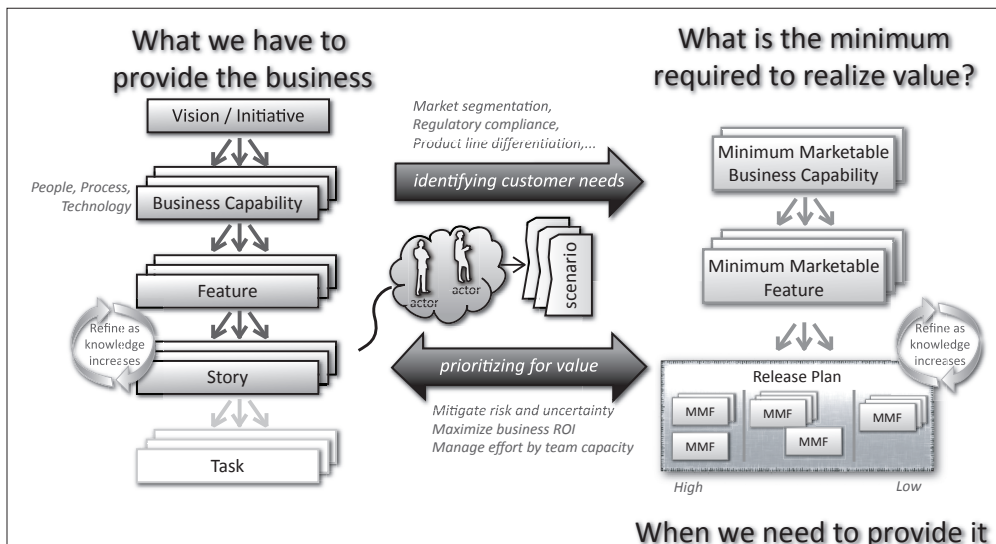 What we have to
provide the business
Vision / Initiative
People, Process,
Technology
Business Capability
Feature
Refine as
knowledge
increases
Story
Task
Market segmentation,
Regulatory compliance,
Product line differentiation,...
identifying customer needs
actor
actor
scenario
prioritizing for value
Mitigate risk and uncertainty
Maximize business ROI
Manage effort by team capacity
What is the minimum
required to realize value?
Minimum Marketable
Business Capability
Minimum Marketable
Feature
Refine as
knowledge
increases
Release Plan
MMF
MMF
MMF
MMF
MMF
High
Low
When we need to provide it